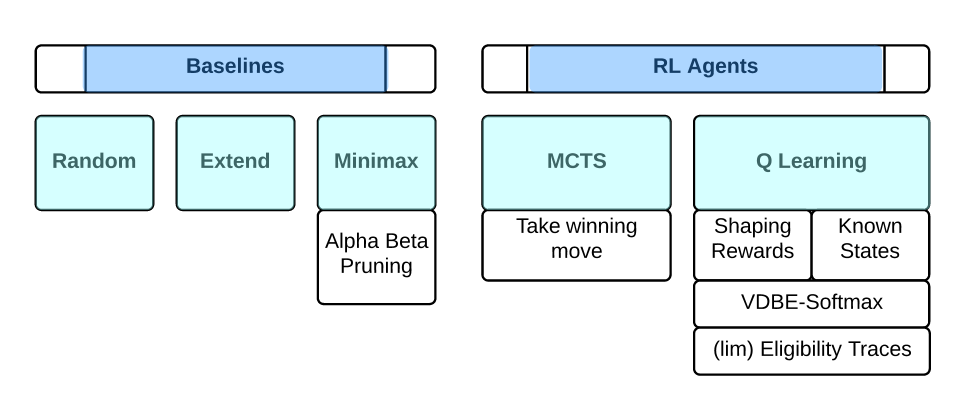 Baselines
RL Agents
Random
Extend
Minimax
MCTS
Q Learning
Alpha Beta
Pruning
Take winning
move
Shaping
Rewards
Known
States
VDBE-Softmax
(lim) Eligibility Traces